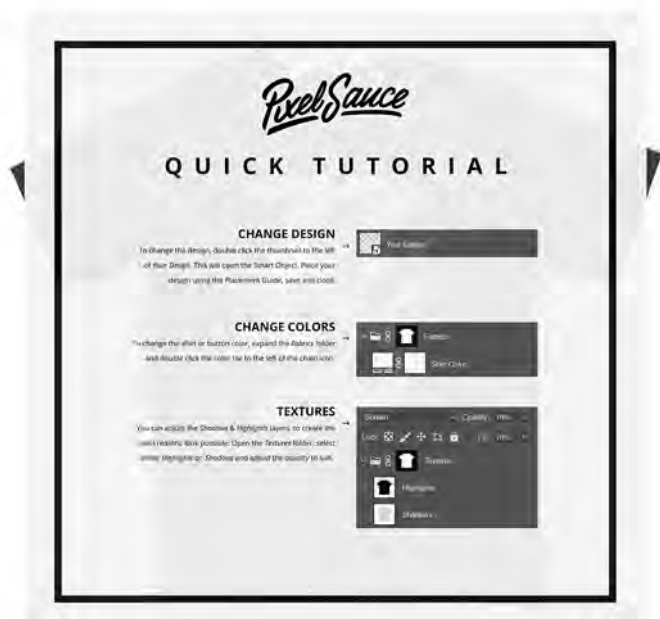 PixelSauce
QUICK TUTORIAL
CHANGE DESIGN
To change the design, double click the thumbnail to the left
of Your Design. This will open the Smart Object. Place your
design using the Placement Guide, save and close.
Your Design
CHANGE COLORS
To change the shirt or button color, expand the Fabrics folder
and double click the color tile to the left of the chain icon.
Fabrics
Shirt Color
TEXTURES
You can adjust the Shadows & Highlights layers, to create the
most realistic look possible. Open the Textures folder, select
either Highlights or Shadows and adjust the opacity to suit.
Screen
Opacity:
Lock:
Textures
Highlights
Shadows